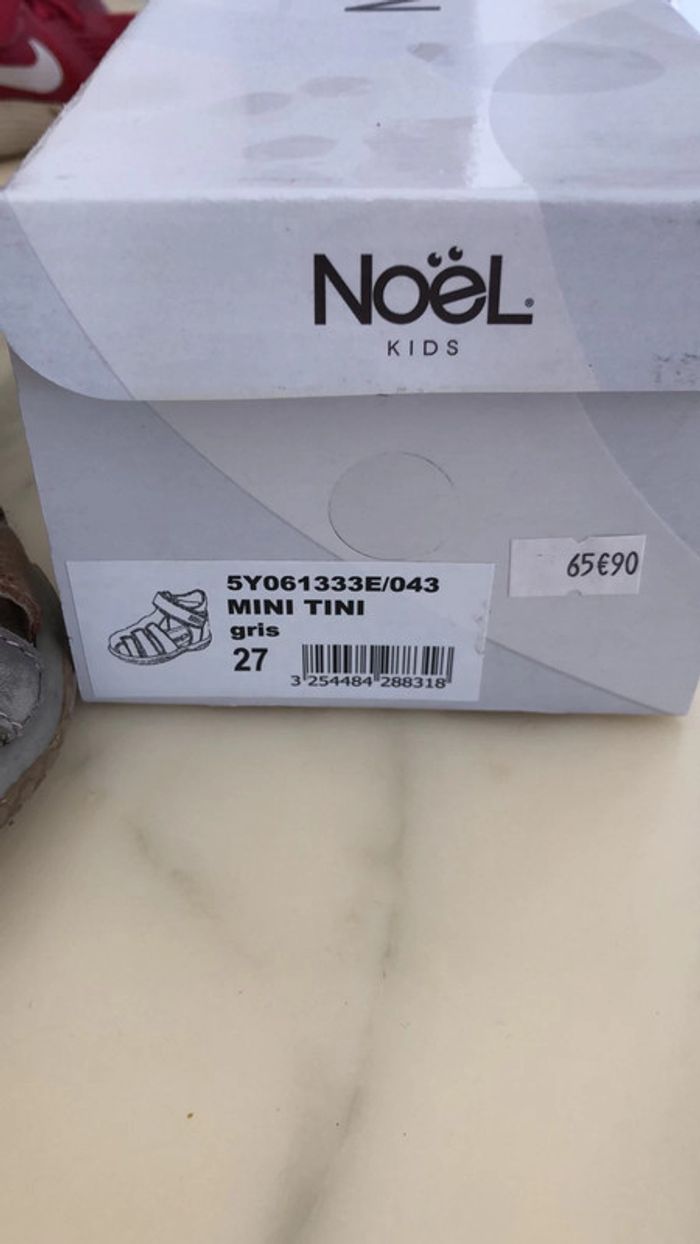 NoëL
KIDS
65€90
5Y061333E/043
MINI TINI
gris
27
3 254484 288318